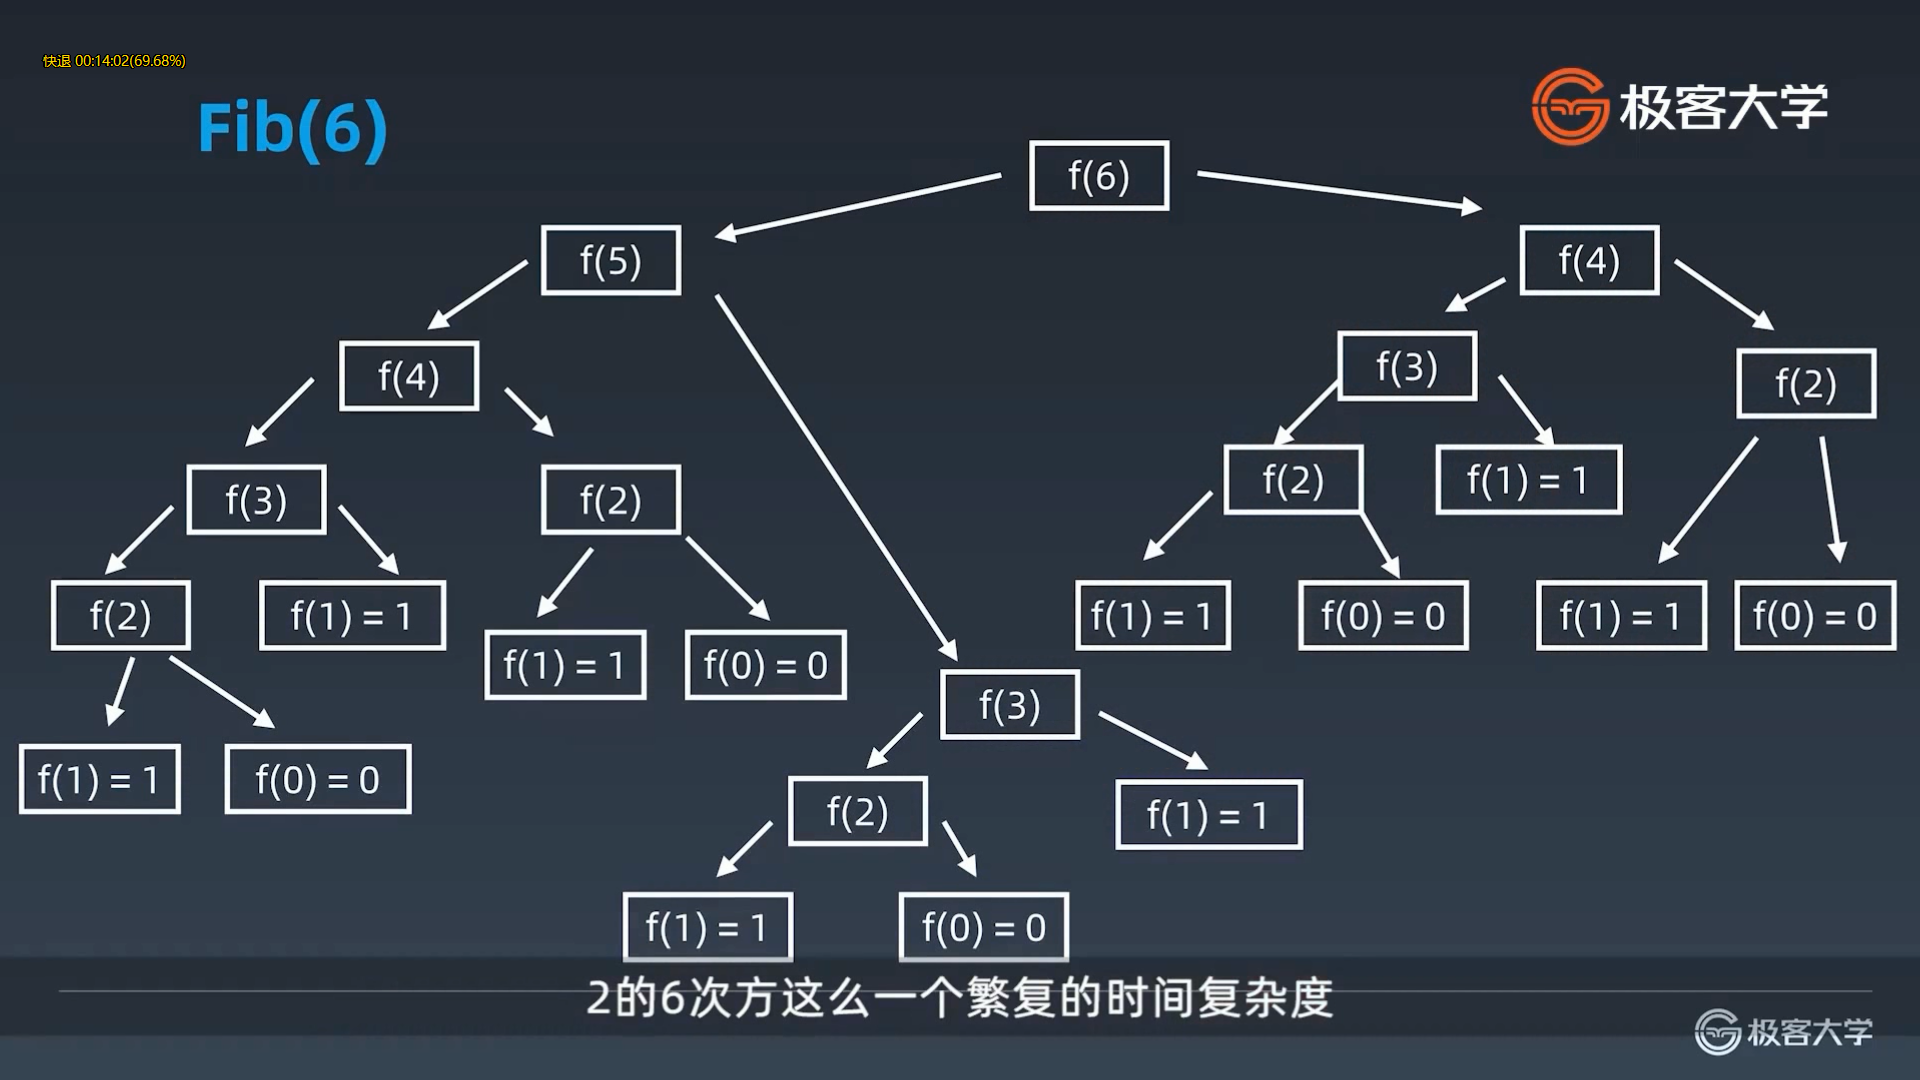 快退 00:14:02(69.68%)
极客大学
Fib(6)
f(6)
f(5)
f(4)
f(4)
f(3)
f(2)
f(3)
f(2)
f(2)
f(1) = 1
f(2)
f(1) = 1
f(1) = 1
f(0) = 0
f(1) = 1
f(0) = 0
f(1) = 1
f(0) = 0
f(3)
f(1) = 1
f(0) = 0
f(2)
f(1) = 1
f(1) = 1
f(0) = 0
2的6次方这么一个繁复的时间复杂度
极客大学